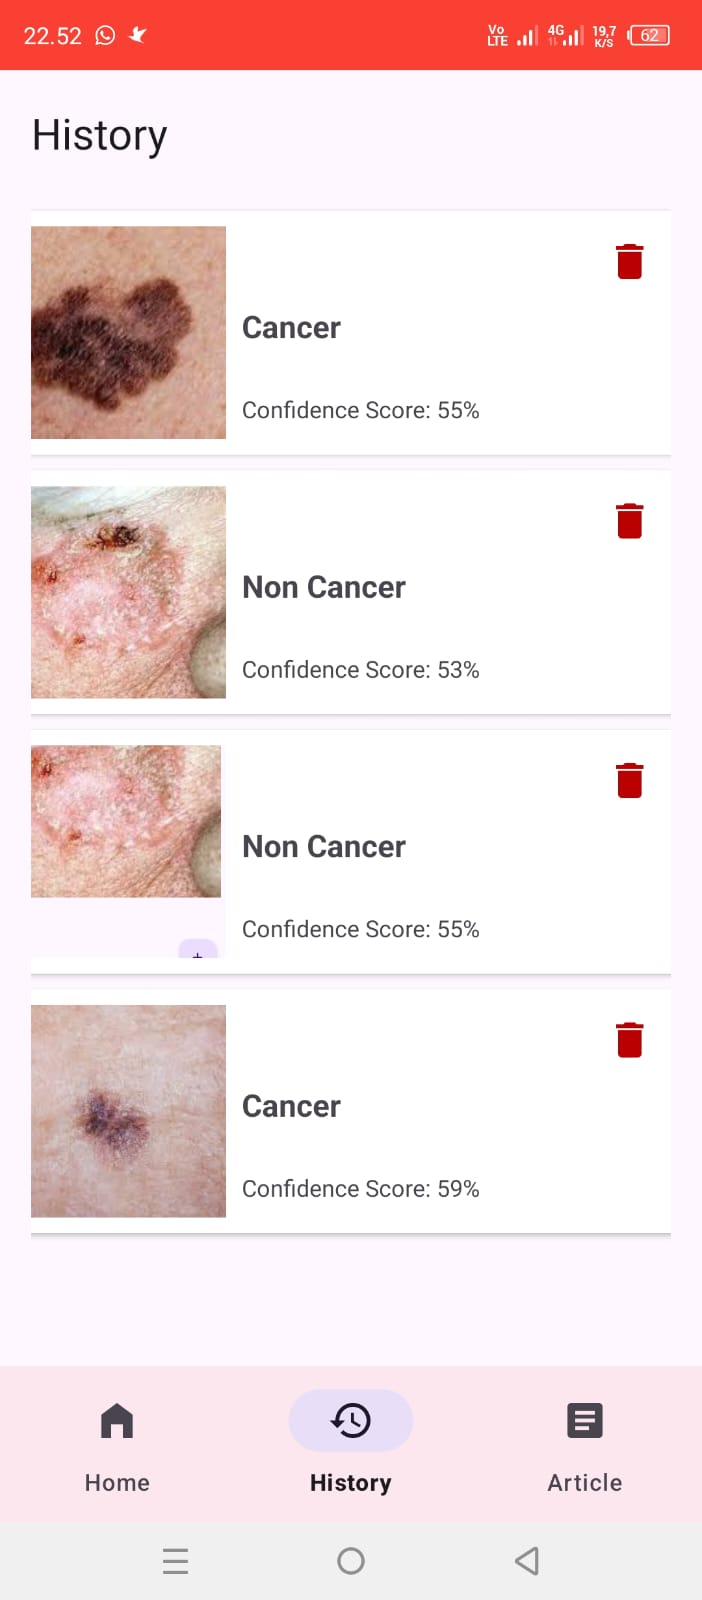 22.52
Vo LTE 4G 19,7 K/S 62
History
Cancer
Confidence Score: 55%
Non Cancer
Confidence Score: 53%
Non Cancer
Confidence Score: 55%
+
Cancer
Confidence Score: 59%
Home
History
Article